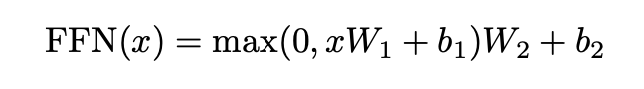 FFN(x) = max(0, xW₁ + b₁)W₂ + b₂